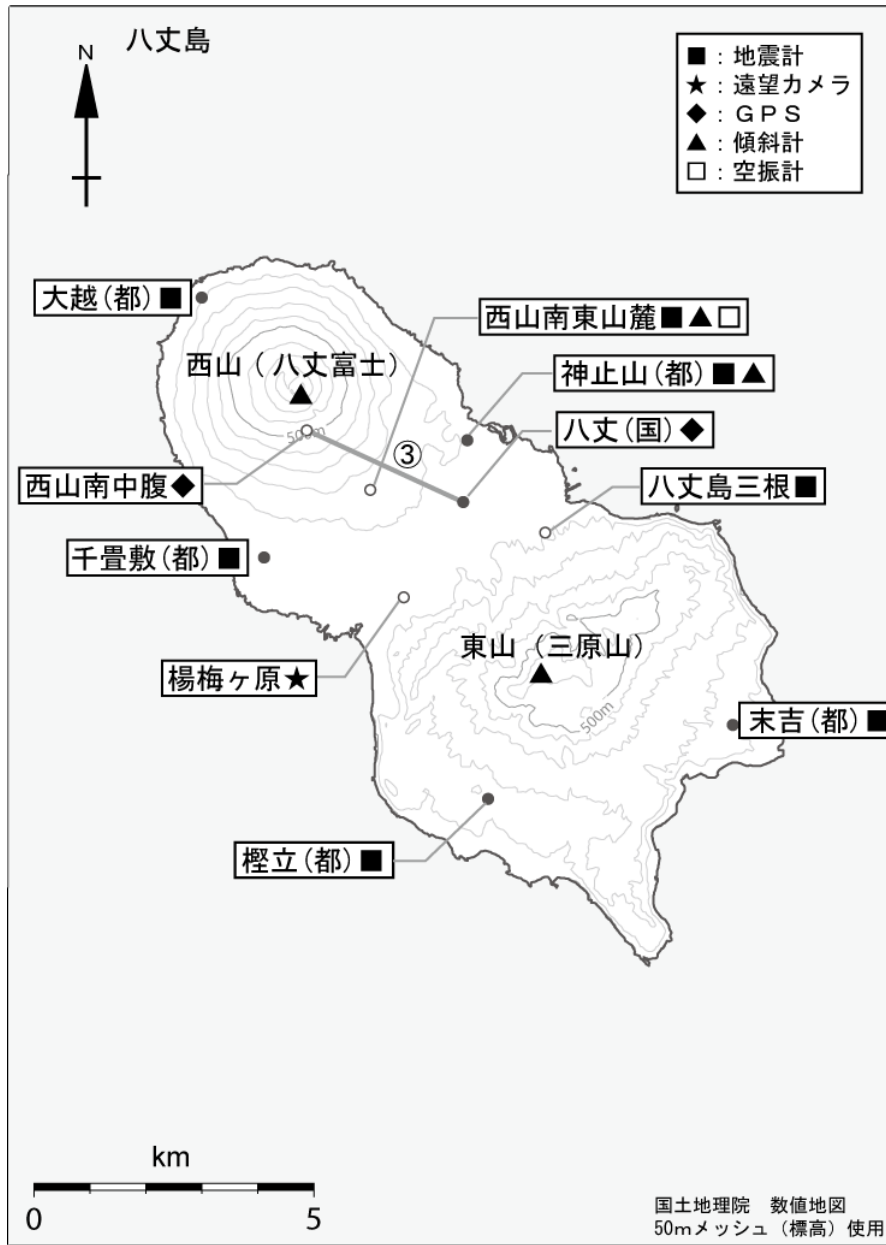 八丈島
N
■：地震計
★：遠望カメラ
◆：ＧＰＳ
▲：傾斜計
□：空振計
大越(都)■
西山南東山麓■▲□
西山（八丈富士）
神止山(都)■▲
八丈(国)◆
500m
③
西山南中腹◆
八丈島三根■
千畳敷(都)■
東山（三原山）
楊梅ヶ原★
500m
末吉(都)■
樫立(都)■
km
0 5
国土地理院　数値地図
50mメッシュ（標高）使用